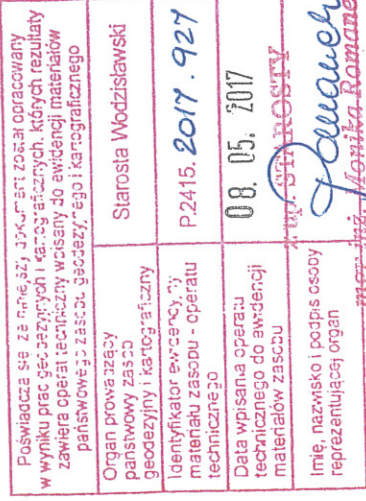 Poświadcza się, że niniejszy dokument został opracowany
w wyniku prac geodezyjnych i kartograficznych, których rezultaty
zawiera operat techniczny wpisany do ewidencji materiałów
państwowego zasobu geodezyjnego i kartograficznego
Organ prowadzący
państwowy zasób
geodezyjny i kartograficzny
Starosta Wodzisławski
Identyfikator ewidencyjny
materiału zasobu - operatu
technicznego
P2415.2017.927
Data wpisania operatu
technicznego do ewidencji
materiałów zasobu
08. 05. 2017
Imię, nazwisko i podpis osoby
reprezentującej organ
z up. STAROSTY
mgr inż. Monika